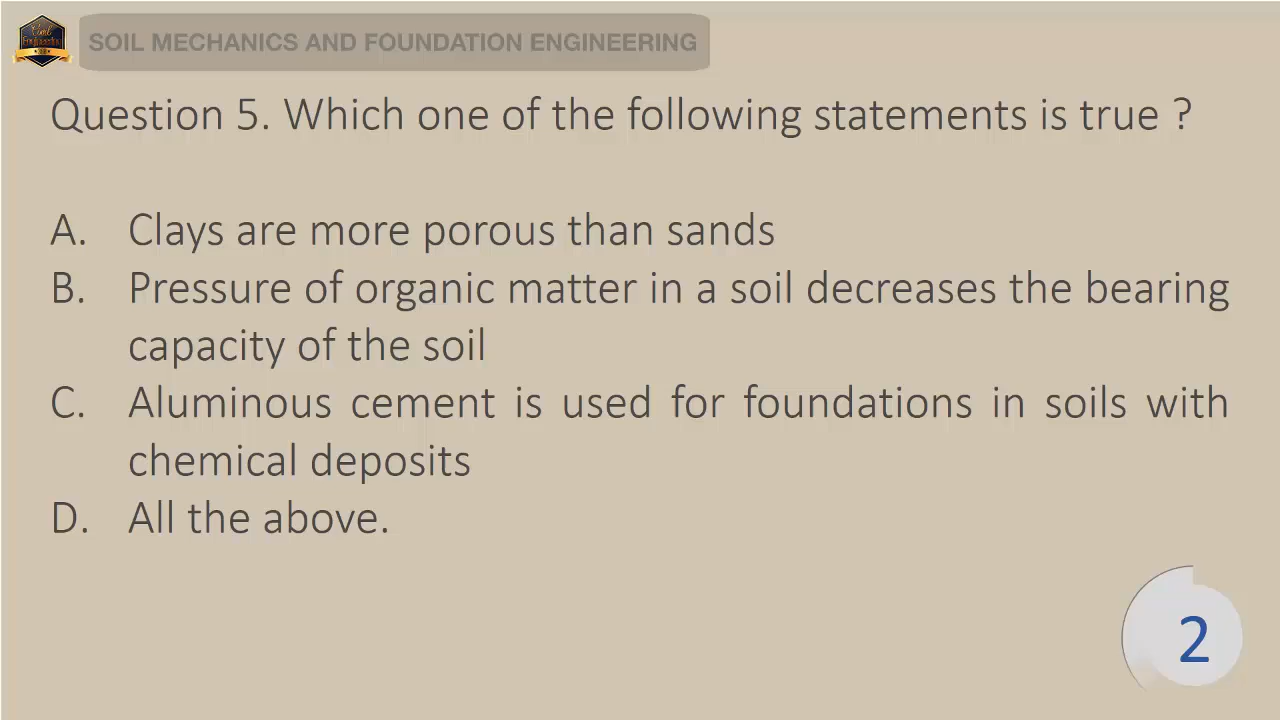 Civil
Engineering
SOIL MECHANICS AND FOUNDATION ENGINEERING
Question 5. Which one of the following statements is true ?
A. Clays are more porous than sands
B. Pressure of organic matter in a soil decreases the bearing
capacity of the soil
C. Aluminous cement is used for foundations in soils with
chemical deposits
D. All the above.
2